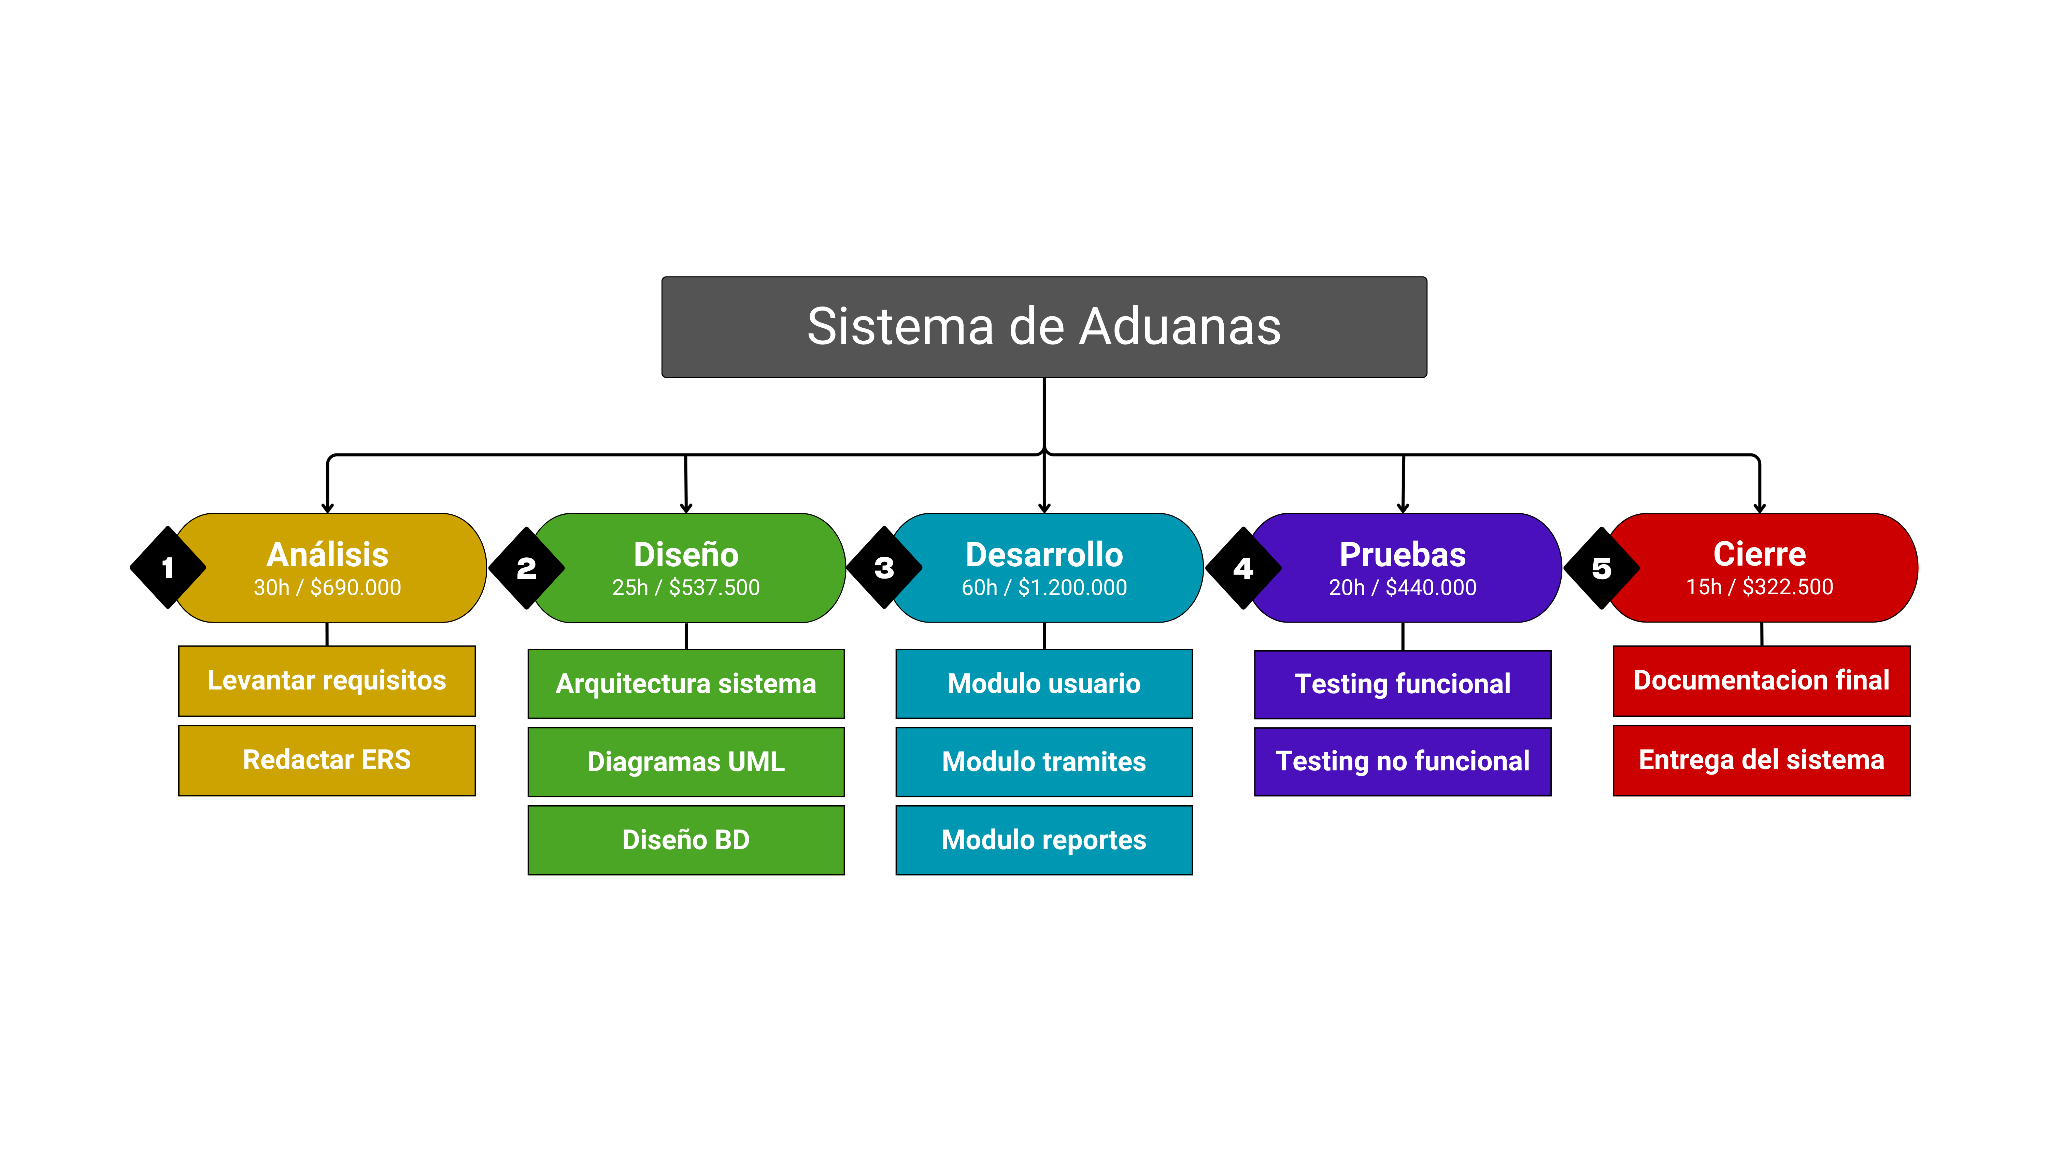 Sistema de Aduanas
1
Análisis
30h / $690.000
Levantar requisitos
Redactar ERS
2
Diseño
25h / $537.500
Arquitectura sistema
Diagramas UML
Diseño BD
3
Desarrollo
60h / $1.200.000
Modulo usuario
Modulo tramites
Modulo reportes
4
Pruebas
20h / $440.000
Testing funcional
Testing no funcional
5
Cierre
15h / $322.500
Documentacion final
Entrega del sistema